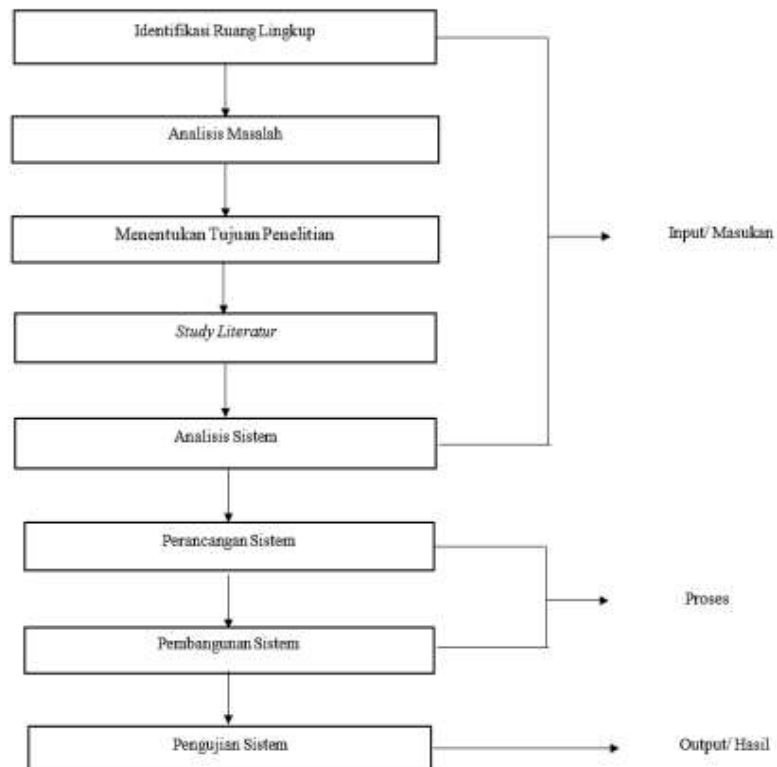 Identifikasi Ruang Lingkup
Analisis Masalah
Menentukan Tujuan Penelitian
Input/ Masukan
Study Literatur
Analisis Sistem
Perancangan Sistem
Proses
Pembangunan Sistem
Pengujian Sistem
Output/ Hasil